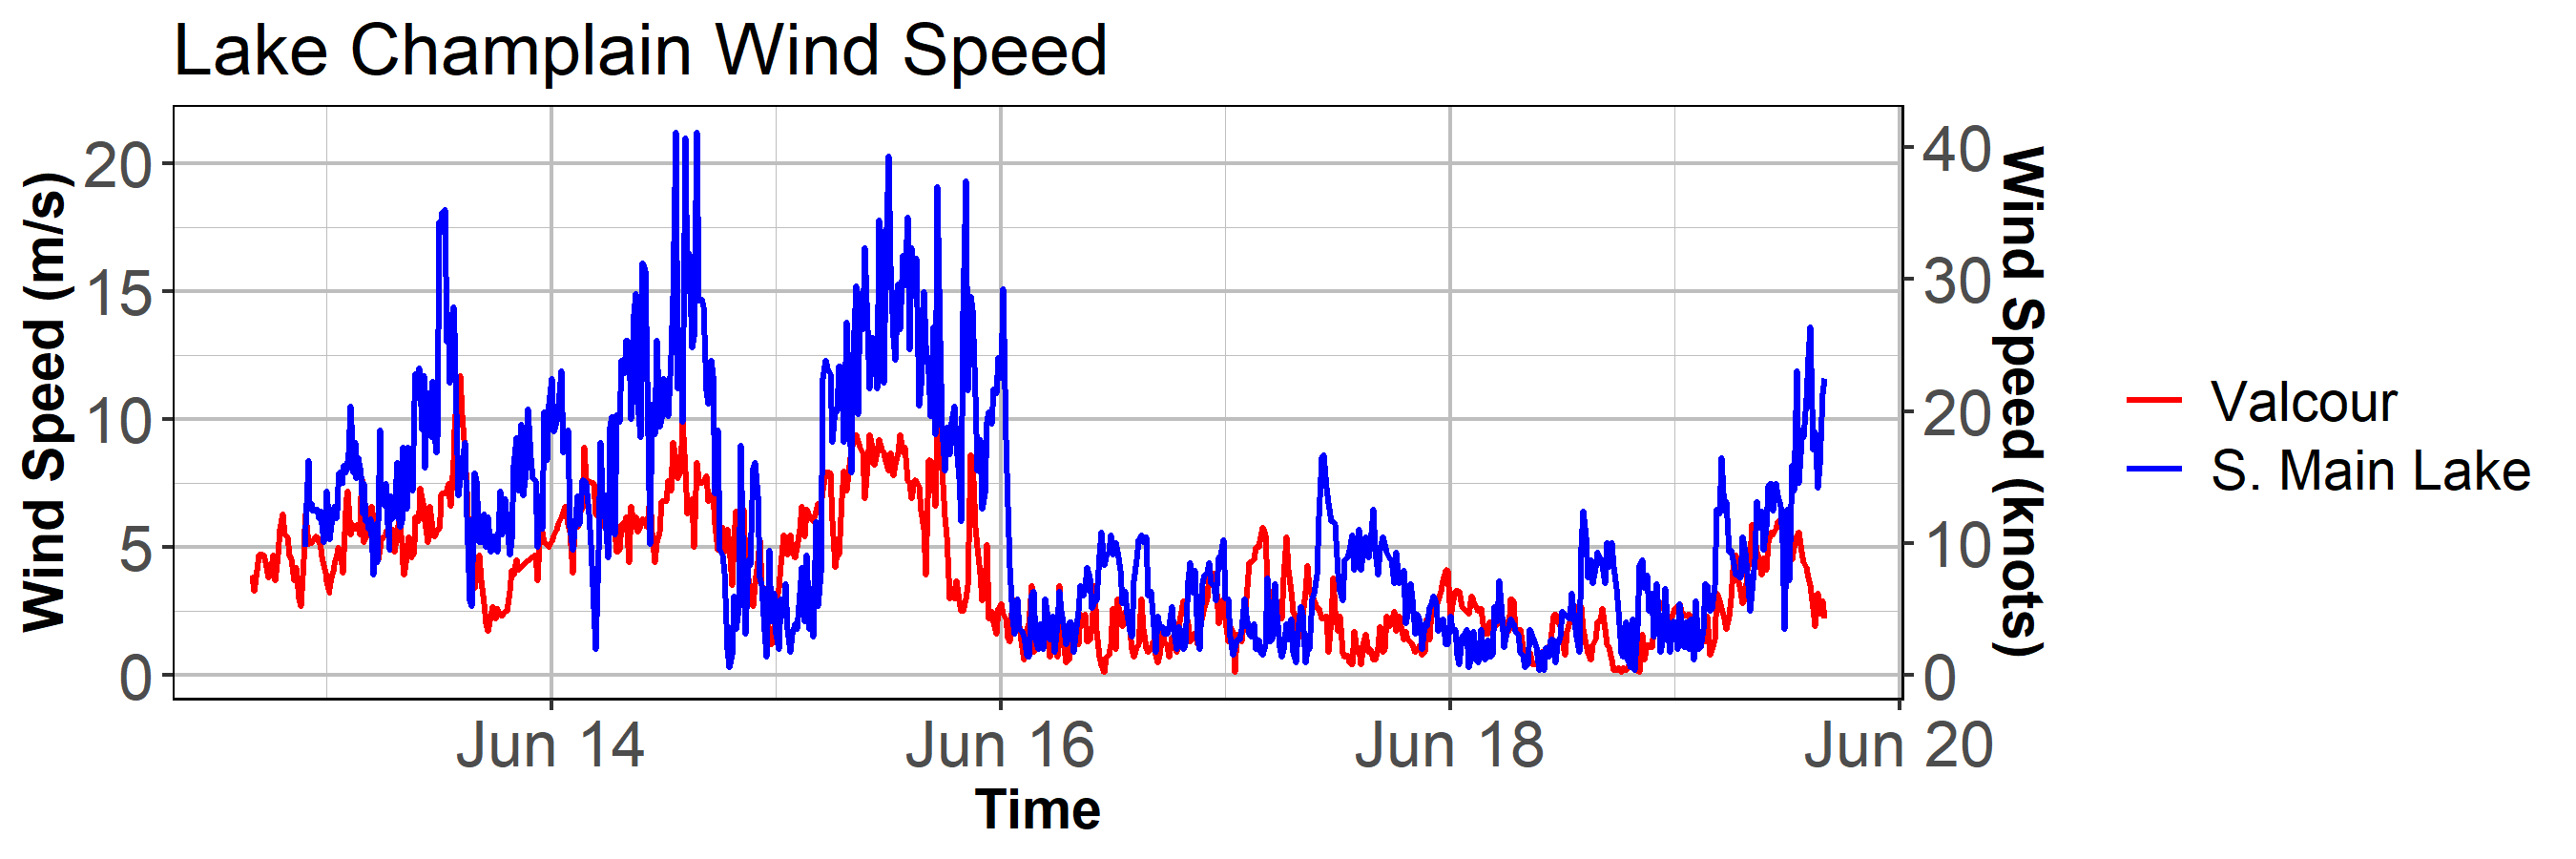 Lake Champlain Wind Speed
Wind Speed (m/s)
20
15
10
5
0
40
30
20
10
0
Wind Speed (knots)
Jun 14
Jun 16
Jun 18
Jun 20
Time
Valcour
S. Main Lake